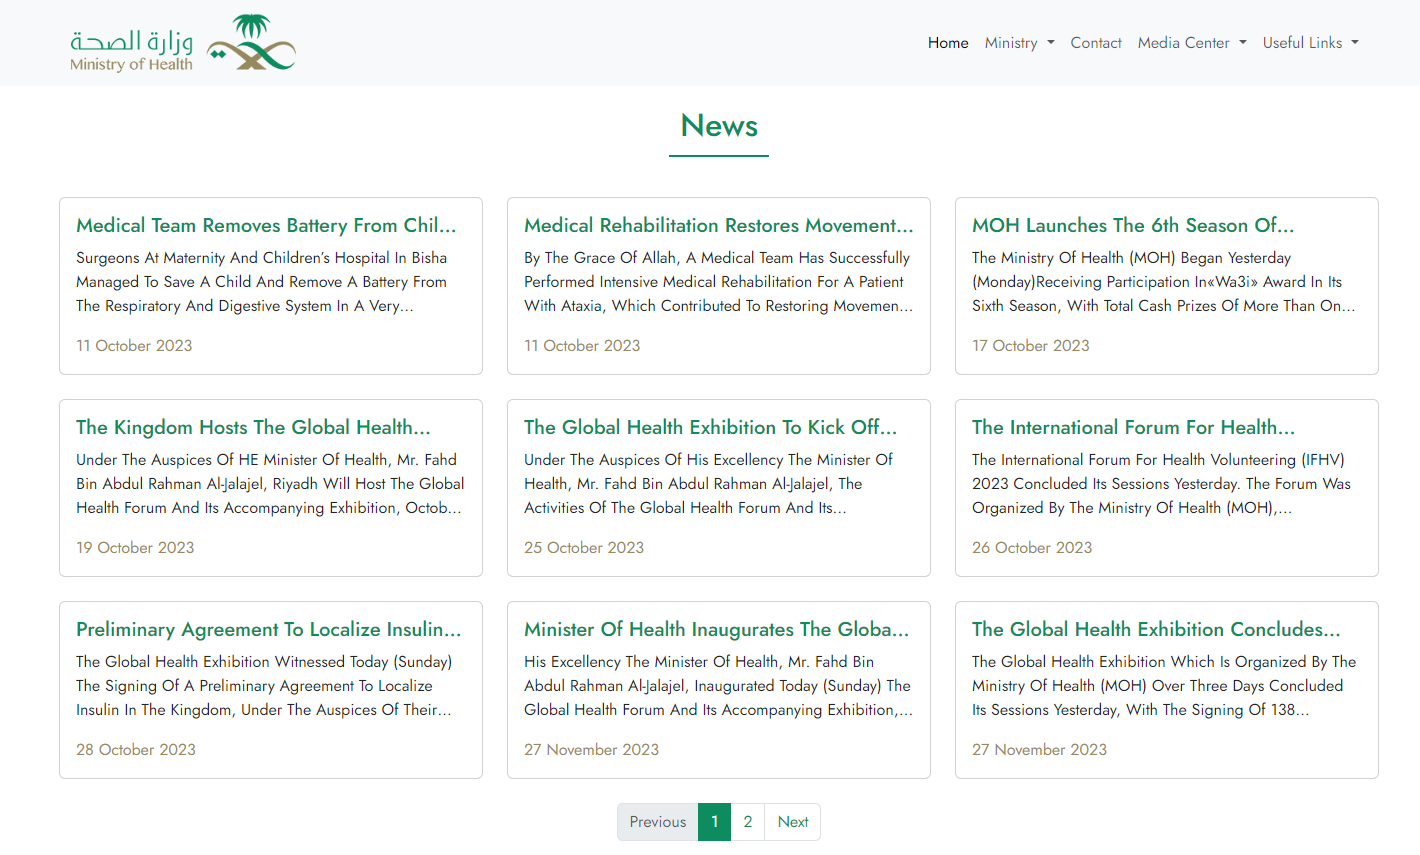 وزارة الصحة
Ministry of Health
Home Ministry Contact Media Center Useful Links
News
Medical Team Removes Battery From Chil...
Surgeons At Maternity And Children's Hospital In Bisha
Managed To Save A Child And Remove A Battery From
The Respiratory And Digestive System In A Very...
11 October 2023
Medical Rehabilitation Restores Movement...
By The Grace Of Allah, A Medical Team Has Successfully
Performed Intensive Medical Rehabilitation For A Patient
With Ataxia, Which Contributed To Restoring Movemen...
11 October 2023
MOH Launches The 6th Season Of...
The Ministry Of Health (MOH) Began Yesterday
(Monday)Receiving Participation In«Wa3i» Award In Its
Sixth Season, With Total Cash Prizes Of More Than On...
17 October 2023
The Kingdom Hosts The Global Health...
Under The Auspices Of HE Minister Of Health, Mr. Fahd
Bin Abdul Rahman Al-Jalajel, Riyadh Will Host The Global
Health Forum And Its Accompanying Exhibition, Octob...
19 October 2023
The Global Health Exhibition To Kick Off...
Under The Auspices Of His Excellency The Minister Of
Health, Mr. Fahd Bin Abdul Rahman Al-Jalajel, The
Activities Of The Global Health Forum And Its...
25 October 2023
The International Forum For Health...
The International Forum For Health Volunteering (IFHV)
2023 Concluded Its Sessions Yesterday. The Forum Was
Organized By The Ministry Of Health (MOH),...
26 October 2023
Preliminary Agreement To Localize Insulin...
The Global Health Exhibition Witnessed Today (Sunday)
The Signing Of A Preliminary Agreement To Localize
Insulin In The Kingdom, Under The Auspices Of Their...
28 October 2023
Minister Of Health Inaugurates The Globa...
His Excellency The Minister Of Health, Mr. Fahd Bin
Abdul Rahman Al-Jalajel, Inaugurated Today (Sunday) The
Global Health Forum And Its Accompanying Exhibition,...
27 November 2023
The Global Health Exhibition Concludes...
The Global Health Exhibition Which Is Organized By The
Ministry Of Health (MOH) Over Three Days Concluded
Its Sessions Yesterday, With The Signing Of 138...
27 November 2023
Previous 1 2 Next